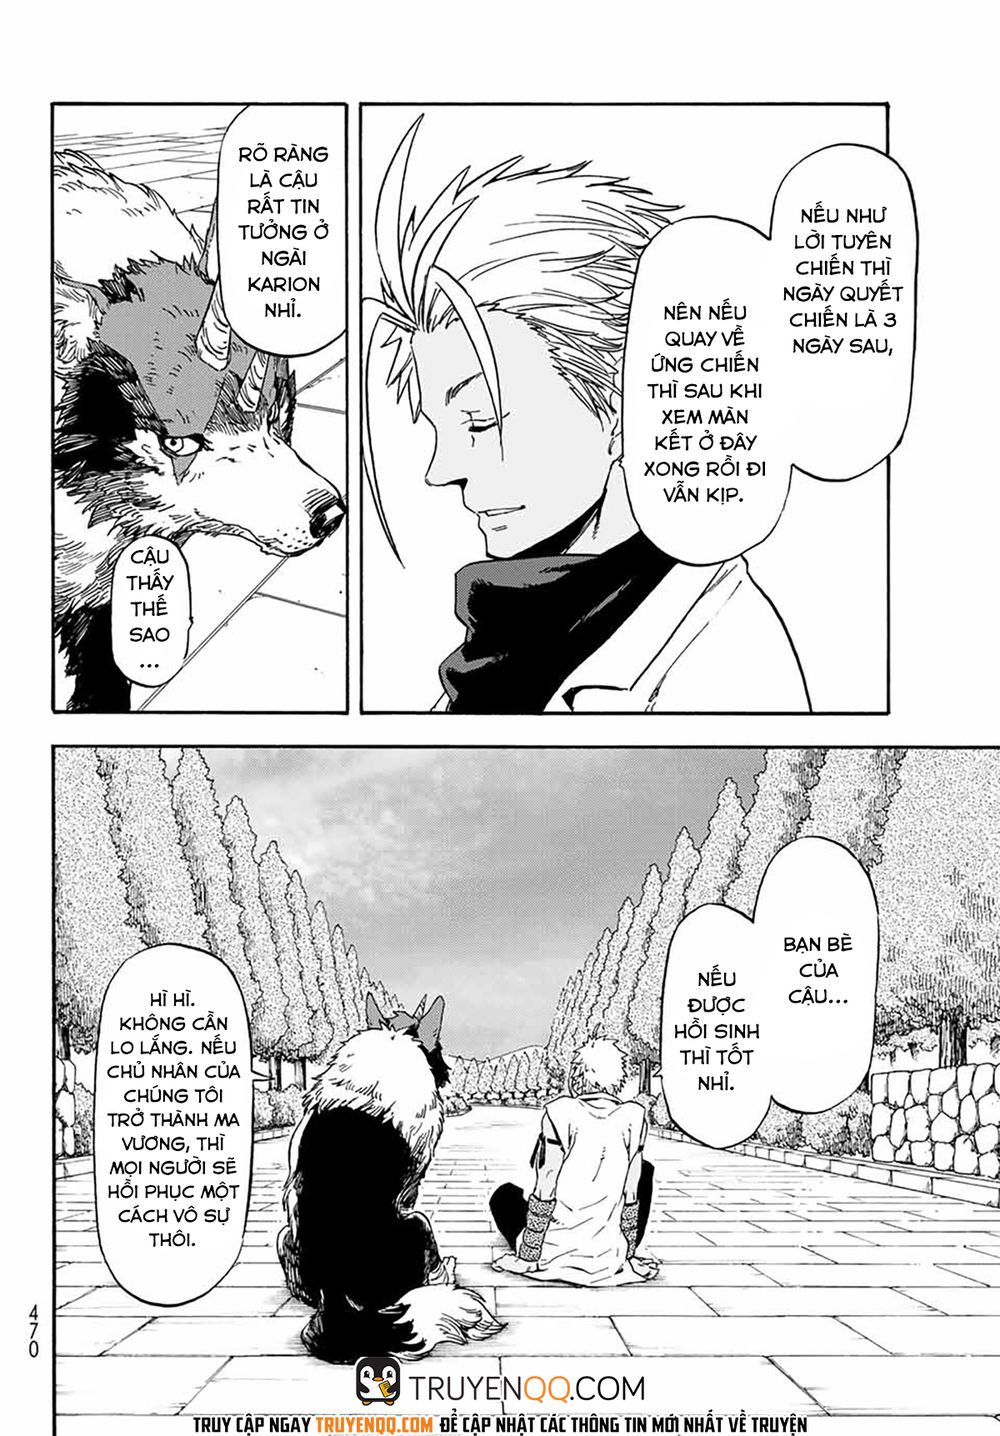 NẾU NHƯ
LỜI TUYÊN
CHIẾN THÌ
NGÀY QUYẾT
CHIẾN LÀ 3
NGÀY SAU,
NÊN NẾU
QUAY VỀ
ỨNG CHIẾN
THÌ SAU KHI
XEM MÀN
KẾT Ở ĐÂY
XONG RỒI ĐI
VẪN KỊP.
RÕ RÀNG
LÀ CẬU
RẤT TIN
TƯỞNG Ở
NGÀI
KARION
NHỈ.
CẬU
THẤY
THẾ
SAO
...
BẠN BÈ
CỦA
CẬU...
NẾU
ĐƯỢC
HỒI SINH
THÌ TỐT
NHỈ.
HÌ HÌ.
KHÔNG CẦN
LO LẮNG. NẾU
CHỦ NHÂN CỦA
CHÚNG TÔI
TRỞ THÀNH MA
VƯƠNG, THÌ
MỌI NGƯỜI SẼ
HỒI PHỤC MỘT
CÁCH VÔ SỰ
THÔI.
470
TRUYENQQ.COM
TRUY CẬP NGAY TRUYENQQ.COM ĐỂ CẬP NHẬT CÁC THÔNG TIN MỚI NHẤT VỀ TRUYỆN